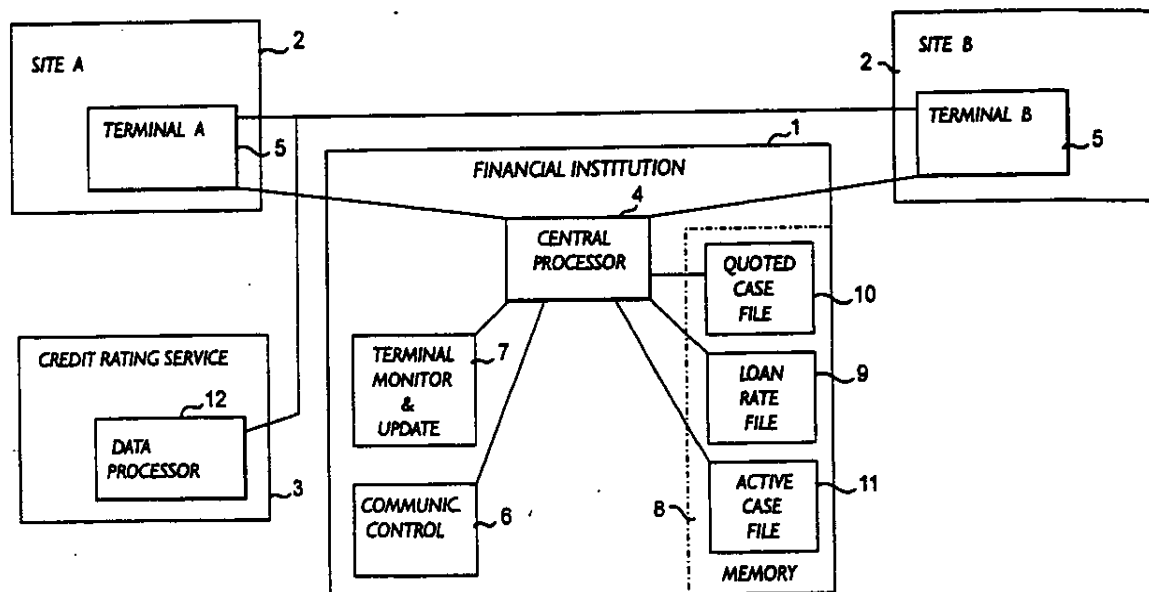 SITE A
2
TERMINAL A
5
SITE B
2
TERMINAL B
5
1
FINANCIAL INSTITUTION
4
CENTRAL
PROCESSOR
QUOTED
CASE
FILE
10
CREDIT RATING SERVICE
12
DATA
PROCESSOR
3
TERMINAL
MONITOR
&
UPDATE
7
LOAN
RATE
FILE
9
COMMUNIC.
CONTROL
6
8
ACTIVE
CASE
FILE
11
MEMORY